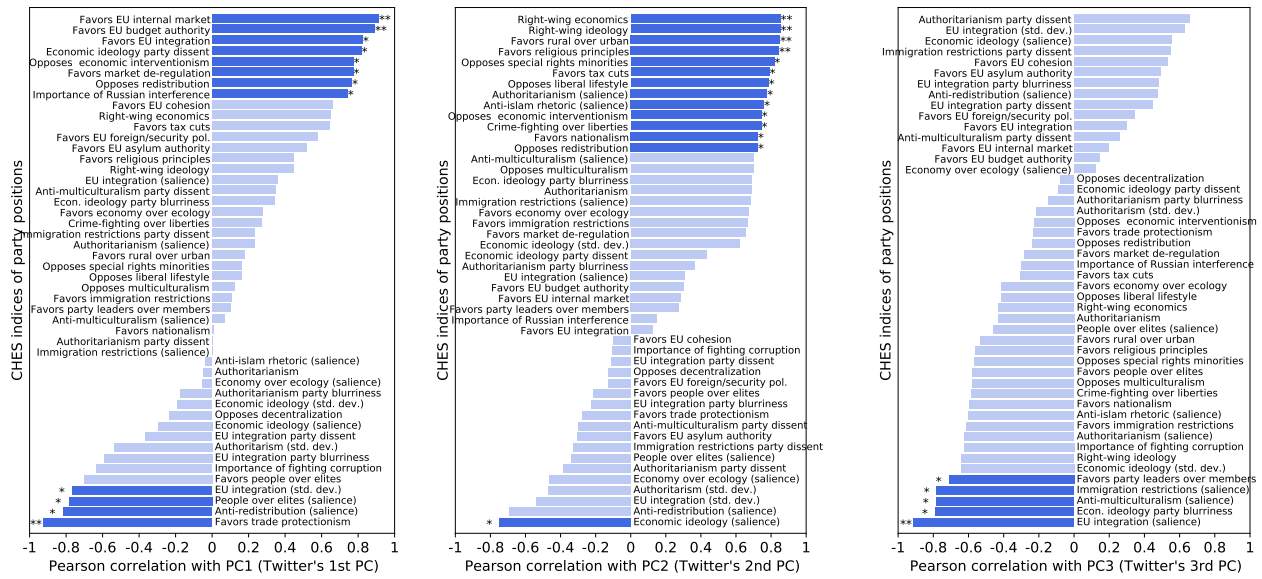 CHES indices of party positions
Favors EU internal market **
Favors EU budget authority **
Favors EU integration *
Economic ideology party dissent *
Opposes  economic interventionism *
Favors market de-regulation *
Opposes redistribution *
Importance of Russian interference *
Favors EU cohesion
Right-wing economics
Favors tax cuts
Favors EU foreign/security pol.
Favors EU asylum authority
Favors religious principles
Right-wing ideology
EU integration (salience)
Anti-multiculturalism party dissent
Econ. ideology party blurriness
Favors economy over ecology
Crime-fighting over liberties
Immigration restrictions party dissent
Authoritarianism (salience)
Favors rural over urban
Opposes special rights minorities
Opposes liberal lifestyle
Opposes multiculturalism
Favors immigration restrictions
Favors party leaders over members
Anti-multiculturalism (salience)
Favors nationalism
Authoritarianism party dissent
Immigration restrictions (salience)
Anti-islam rhetoric (salience)
Authoritarianism
Economy over ecology (salience)
Authoritarianism party blurriness
Economic ideology (std. dev.)
Opposes decentralization
Economic ideology (salience)
EU integration party dissent
Authoritarism (std. dev.)
EU integration party blurriness
Importance of fighting corruption
Favors people over elites
* EU integration (std. dev.)
* People over elites (salience)
* Anti-redistribution (salience)
** Favors trade protectionism
-1 -0.8 -0.6 -0.4 -0.2 0 0.2 0.4 0.6 0.8 1
Pearson correlation with PC1 (Twitter's 1st PC)
CHES indices of party positions
Right-wing economics **
Right-wing ideology **
Favors rural over urban **
Favors religious principles **
Opposes special rights minorities *
Favors tax cuts *
Opposes liberal lifestyle *
Authoritarianism (salience) *
Anti-islam rhetoric (salience) *
Opposes  economic interventionism *
Crime-fighting over liberties *
Favors nationalism *
Opposes redistribution *
Anti-multiculturalism (salience)
Opposes multiculturalism
Econ. ideology party blurriness
Authoritarianism
Immigration restrictions (salience)
Favors economy over ecology
Favors immigration restrictions
Favors market de-regulation
Economic ideology (std. dev.)
Economic ideology party dissent
Authoritarianism party blurriness
EU integration (salience)
Favors EU budget authority
Favors EU internal market
Favors party leaders over members
Importance of Russian interference
Favors EU integration
Favors EU cohesion
Importance of fighting corruption
EU integration party dissent
Opposes decentralization
Favors EU foreign/security pol.
Favors people over elites
EU integration party blurriness
Favors trade protectionism
Anti-multiculturalism party dissent
Favors EU asylum authority
Immigration restrictions party dissent
People over elites (salience)
Authoritarianism party dissent
Economy over ecology (salience)
Authoritarism (std. dev.)
EU integration (std. dev.)
Anti-redistribution (salience)
* Economic ideology (salience)
-1 -0.8 -0.6 -0.4 -0.2 0 0.2 0.4 0.6 0.8 1
Pearson correlation with PC2 (Twitter's 2nd PC)
CHES indices of party positions
Authoritarianism party dissent
EU integration (std. dev.)
Economic ideology (salience)
Immigration restrictions party dissent
Favors EU cohesion
Favors EU asylum authority
EU integration party blurriness
Anti-redistribution (salience)
EU integration party dissent
Favors EU foreign/security pol.
Favors EU integration
Anti-multiculturalism party dissent
Favors EU internal market
Favors EU budget authority
Economy over ecology (salience)
Opposes decentralization
Economic ideology party dissent
Authoritarianism party blurriness
Authoritarism (std. dev.)
Opposes  economic interventionism
Favors trade protectionism
Opposes redistribution
Favors market de-regulation
Importance of Russian interference
Favors tax cuts
Favors economy over ecology
Opposes liberal lifestyle
Right-wing economics
Authoritarianism
People over elites (salience)
Favors rural over urban
Favors religious principles
Opposes special rights minorities
Favors people over elites
Opposes multiculturalism
Crime-fighting over liberties
Favors nationalism
Anti-islam rhetoric (salience)
Favors immigration restrictions
Authoritarianism (salience)
Importance of fighting corruption
Right-wing ideology
Economic ideology (std. dev.)
* Favors party leaders over members
* Immigration restrictions (salience)
* Anti-multiculturalism (salience)
* Econ. ideology party blurriness
** EU integration (salience)
-1 -0.8 -0.6 -0.4 -0.2 0 0.2 0.4 0.6 0.8 1
Pearson correlation with PC3 (Twitter's 3rd PC)